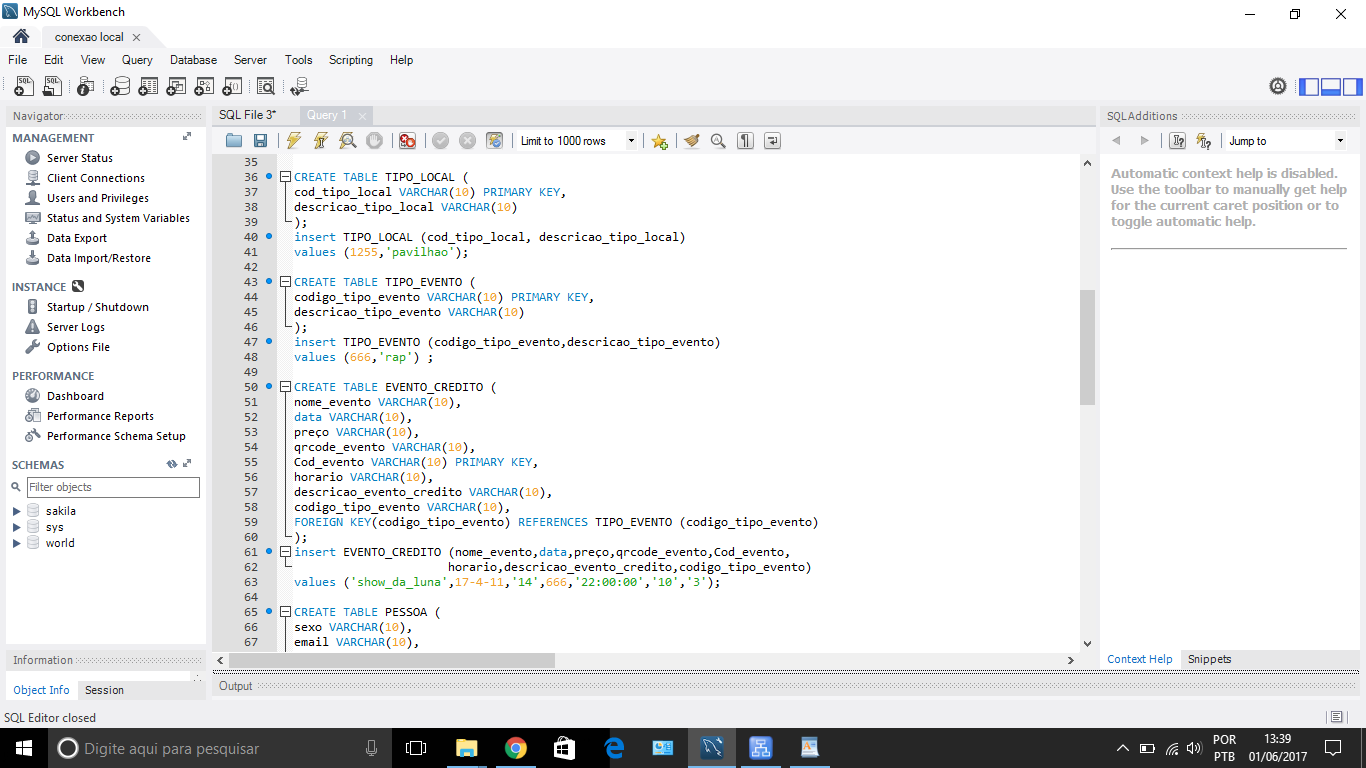 MySQL Workbench
conexao local
File Edit View Query Database Server Tools Scripting Help
Navigator
MANAGEMENT
Server Status
Client Connections
Users and Privileges
Status and System Variables
Data Export
Data Import/Restore
INSTANCE
Startup / Shutdown
Server Logs
Options File
PERFORMANCE
Dashboard
Performance Reports
Performance Schema Setup
SCHEMAS
Filter objects
sakila
sys
world
Information
Object Info Session
SQL File 3* Query 1
Limit to 1000 rows
35
36 CREATE TABLE TIPO_LOCAL (
37 cod_tipo_local VARCHAR(10) PRIMARY KEY,
38 descricao_tipo_local VARCHAR(10)
39 );
40 insert TIPO_LOCAL (cod_tipo_local, descricao_tipo_local)
41 values (1255,'pavilhao');
42
43 CREATE TABLE TIPO_EVENTO (
44 codigo_tipo_evento VARCHAR(10) PRIMARY KEY,
45 descricao_tipo_evento VARCHAR(10)
46 );
47 insert TIPO_EVENTO (codigo_tipo_evento,descricao_tipo_evento)
48 values (666,'rap') ;
49
50 CREATE TABLE EVENTO_CREDITO (
51 nome_evento VARCHAR(10),
52 data VARCHAR(10),
53 preço VARCHAR(10),
54 qrcode_evento VARCHAR(10),
55 Cod_evento VARCHAR(10) PRIMARY KEY,
56 horario VARCHAR(10),
57 descricao_evento_credito VARCHAR(10),
58 codigo_tipo_evento VARCHAR(10),
59 FOREIGN KEY(codigo_tipo_evento) REFERENCES TIPO_EVENTO (codigo_tipo_evento)
60 );
61 insert EVENTO_CREDITO (nome_evento,data,preço,qrcode_evento,Cod_evento,
62 horario,descricao_evento_credito,codigo_tipo_evento)
63 values ('show_da_luna',17-4-11,'14',666,'22:00:00','10','3');
64
65 CREATE TABLE PESSOA (
66 sexo VARCHAR(10),
67 email VARCHAR(10),
Output
SQLAdditions
Jump to
Automatic context help is disabled.
Use the toolbar to manually get help
for the current caret position or to
toggle automatic help.
Context Help Snippets
SQL Editor closed
Digite aqui para pesquisar
POR
PTB
13:39
01/06/2017